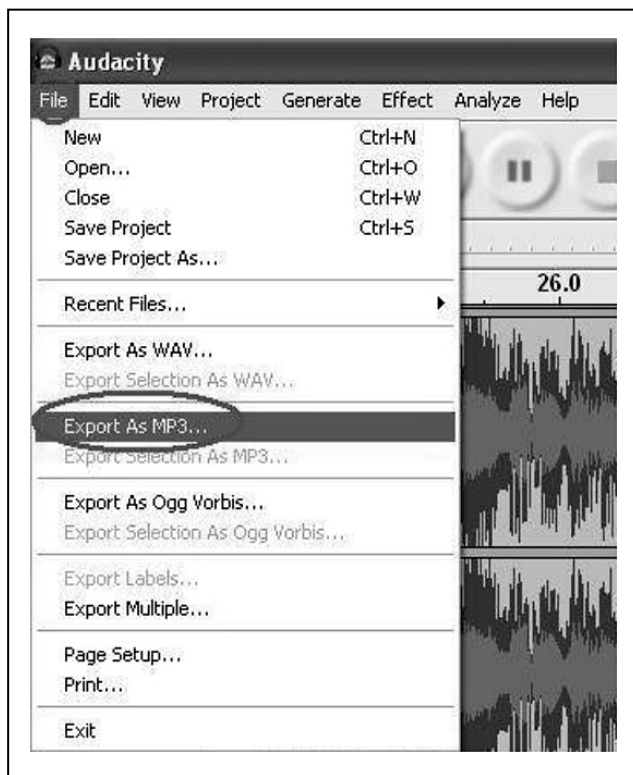 Audacity
File Edit View Project Generate Effect Analyze Help
New Ctrl+N
Open... Ctrl+O
Close Ctrl+W
Save Project Ctrl+S
Save Project As...
Recent Files...
26.0
Export As WAV...
Export Selection As WAV...
Export As MP3...
Export Selection As MP3...
Export As Ogg Vorbis...
Export Selection As Ogg Vorbis...
Export Labels...
Export Multiple...
Page Setup...
Print...
Exit